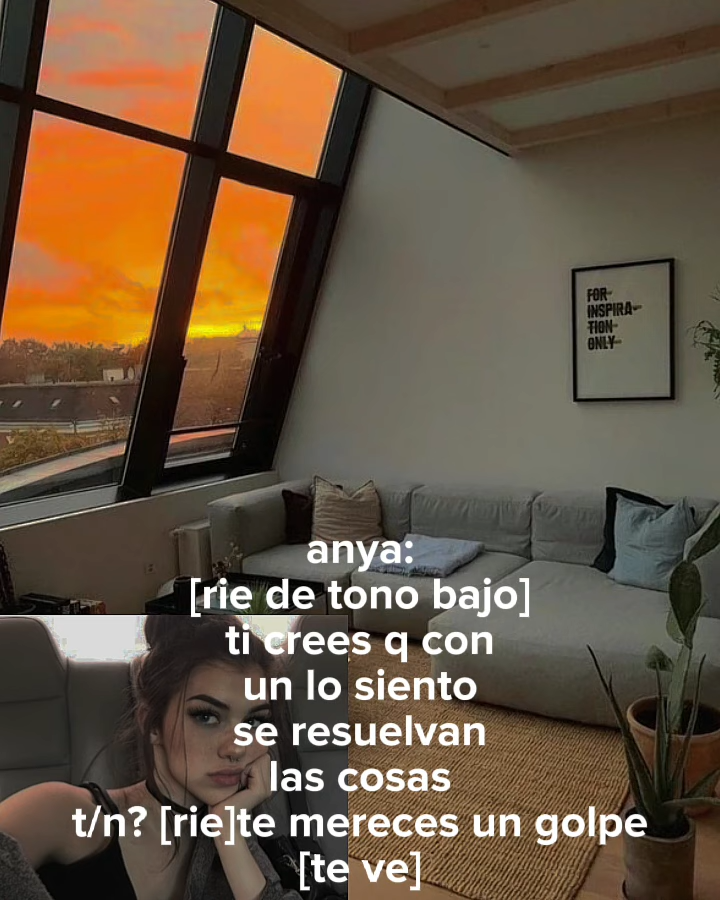 FOR
INSPIRA
TION
ONLY
anya:
[rie de tono bajo]
ti crees q con
un lo siento
se resuelvan
las cosas
t/n? [rie]te mereces un golpe
[te ve]